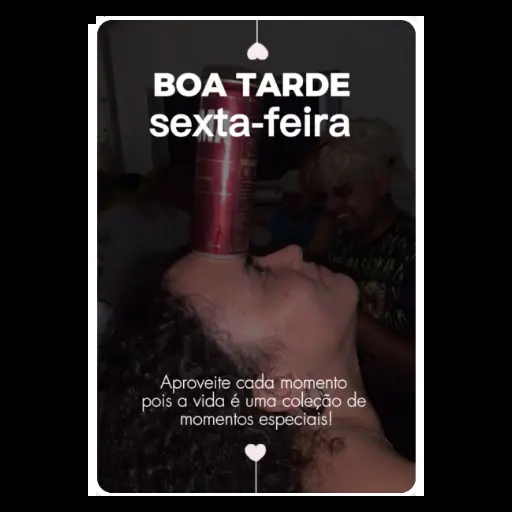 BOA TARDE
sexta-feira
Aproveite cada momento
pois a vida é uma coleção de
momentos especiais!